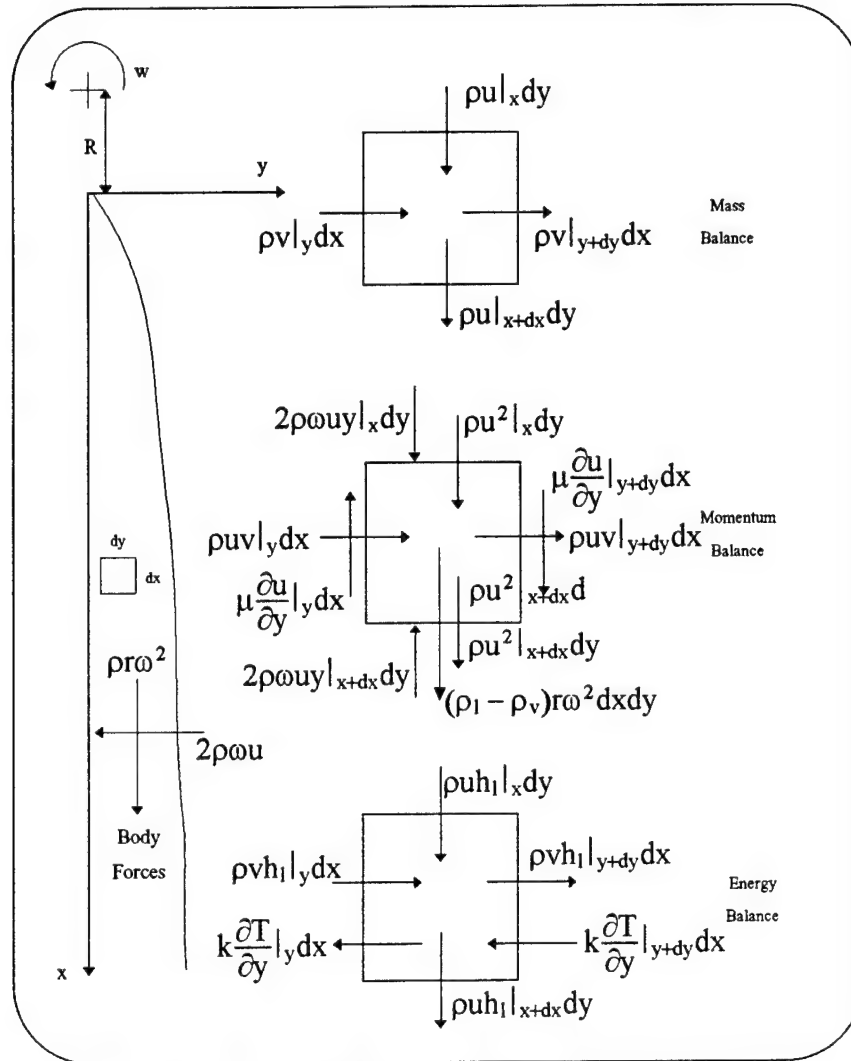 w
R
y
ρu|ₓdy
ρv|ᵧdx
ρv|y+dydx
ρu|x+dxdy
Mass
Balance
2ρωuy|ₓdy
ρu²|ₓdy
μ∂u/∂y|y+dydx
ρuv|ydx
ρuv|y+dydx
Momentum
Balance
μ∂u/∂y|ydx
ρu²|x+dxd
ρu²|x+dxdy
2ρωuy|x+dxdy
(ρl − ρv)rω²dxdy
dy
dx
ρrω²
2ρωu
Body
Forces
x
ρuhl|ₓdy
ρvhl|ydx
ρvhl|y+dydx
Energy
Balance
k∂T/∂y|ydx
k∂T/∂y|y+dydx
ρuhl|x+dxdy